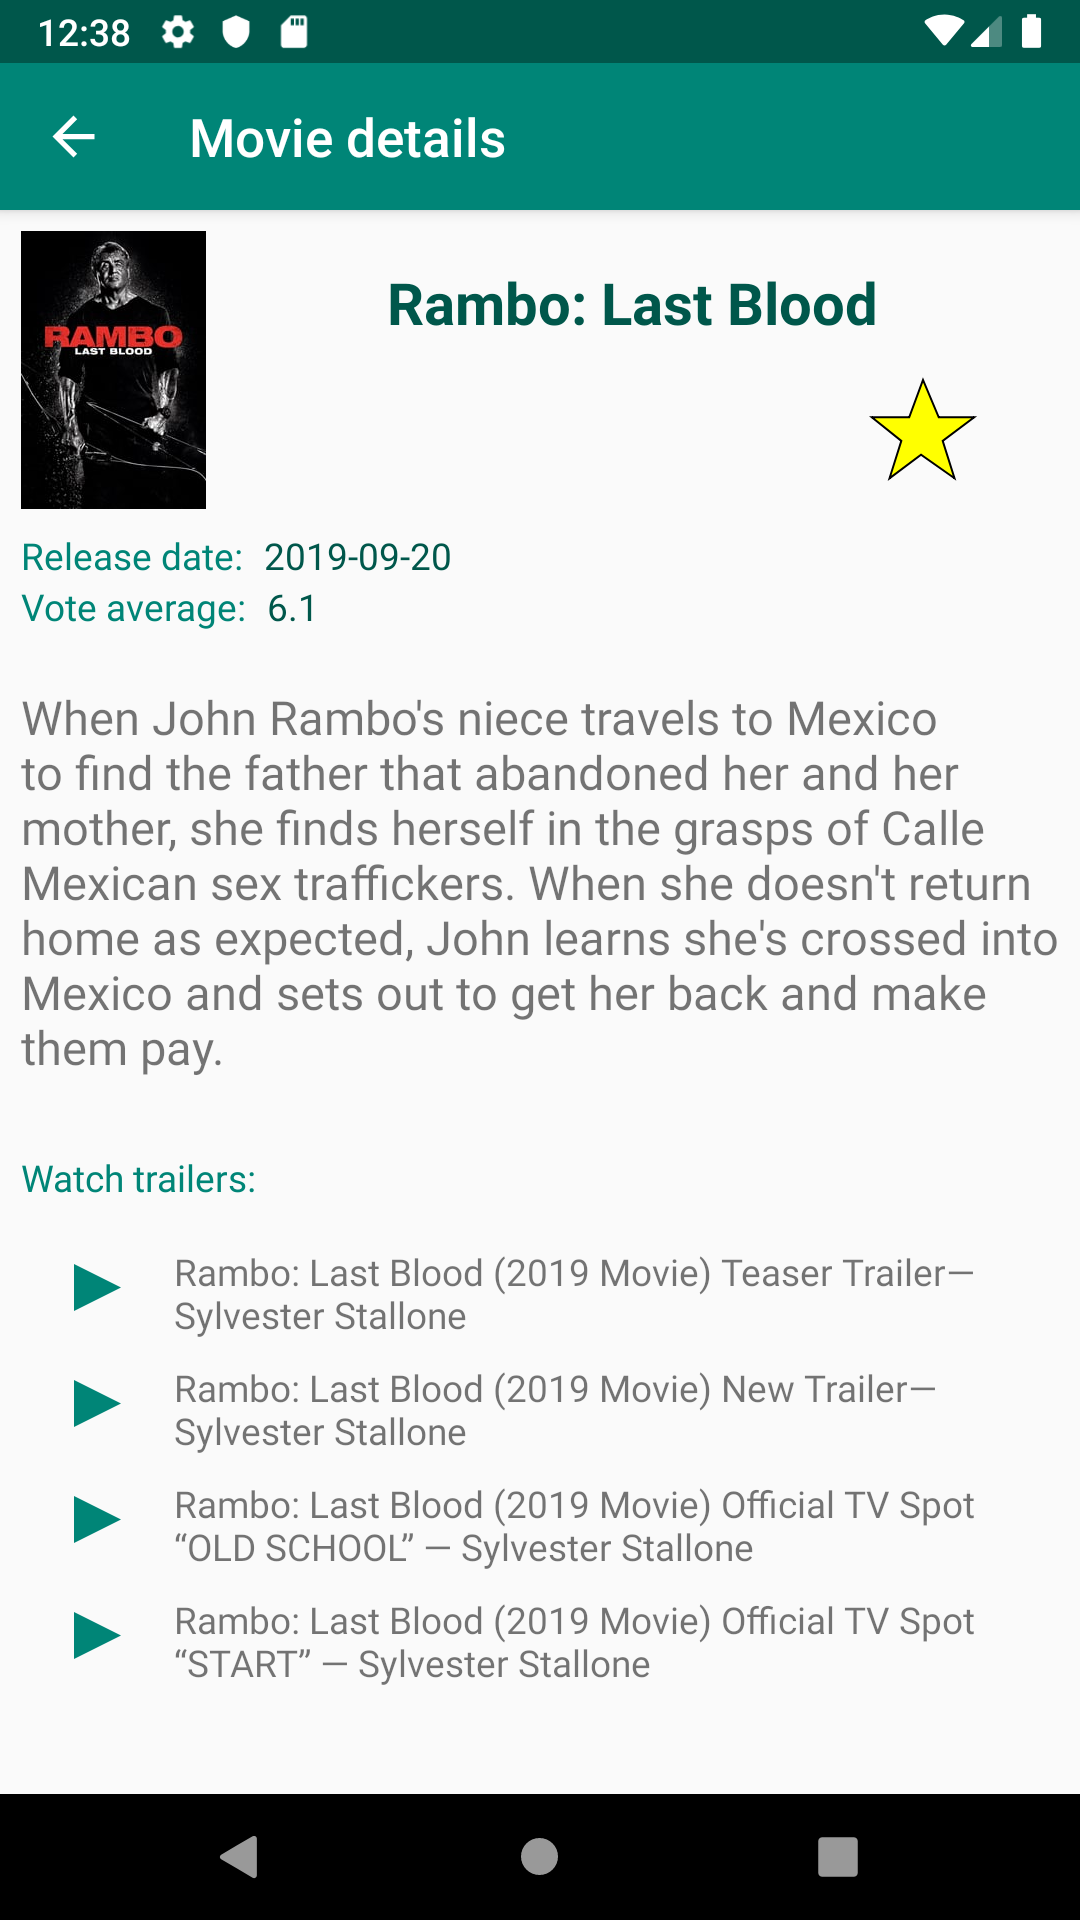 12:38
Movie details
RAMBO
LAST BLOOD
Rambo: Last Blood
Release date: 2019-09-20
Vote average: 6.1
When John Rambo's niece travels to Mexico
to find the father that abandoned her and her
mother, she finds herself in the grasps of Calle
Mexican sex traffickers. When she doesn't return
home as expected, John learns she's crossed into
Mexico and sets out to get her back and make
them pay.
Watch trailers:
Rambo: Last Blood (2019 Movie) Teaser Trailer—
Sylvester Stallone
Rambo: Last Blood (2019 Movie) New Trailer—
Sylvester Stallone
Rambo: Last Blood (2019 Movie) Official TV Spot
“OLD SCHOOL” — Sylvester Stallone
Rambo: Last Blood (2019 Movie) Official TV Spot
“START” — Sylvester Stallone